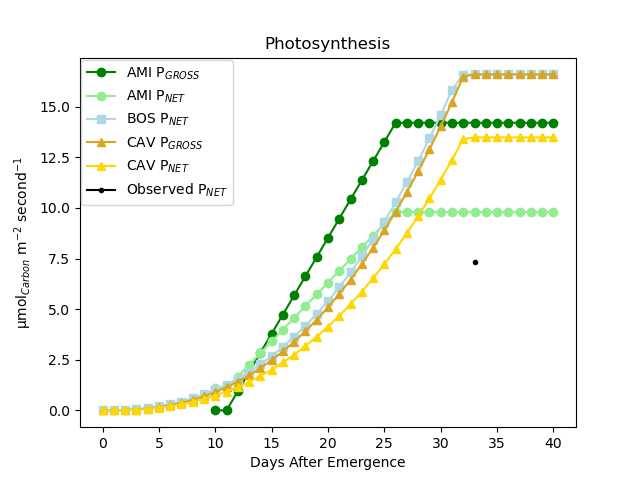 Photosynthesis
AMI P_GROSS
AMI P_NET
BOS P_NET
CAV P_GROSS
CAV P_NET
Observed P_NET
15.0
12.5
10.0
7.5
5.0
2.5
0.0
μmol_Carbon m⁻² second⁻¹
0 5 10 15 20 25 30 35 40
Days After Emergence